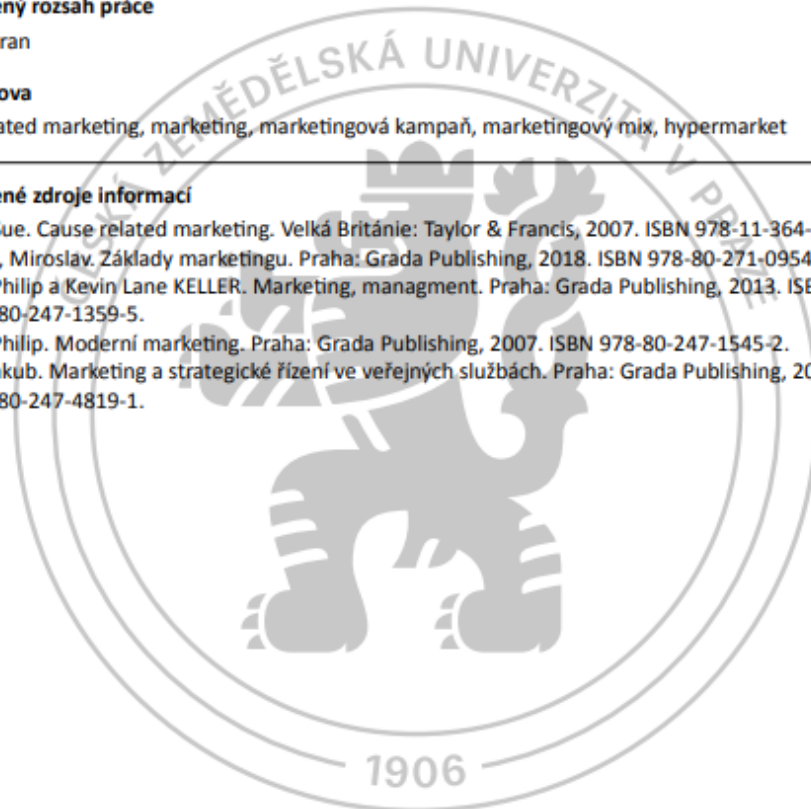 ený rozsah práce
ran
ova
ated marketing, marketing, marketingová kampaň, marketingový mix, hypermarket
ené zdroje informací
ue. Cause related marketing. Velká Británie: Taylor & Francis, 2007. ISBN 978-11-364-
, Miroslav. Základy marketingu. Praha: Grada Publishing, 2018. ISBN 978-80-271-0954
Philip a Kevin Lane KELLER. Marketing, managment. Praha: Grada Publishing, 2013. ISB
80-247-1359-5.
Philip. Moderní marketing. Praha: Grada Publishing, 2007. ISBN 978-80-247-1545-2.
kub. Marketing a strategické řízení ve veřejných službách. Praha: Grada Publishing, 20
80-247-4819-1.
ČESKÁ ZEMĚDĚLSKÁ UNIVERZITA V PRAZE
1906